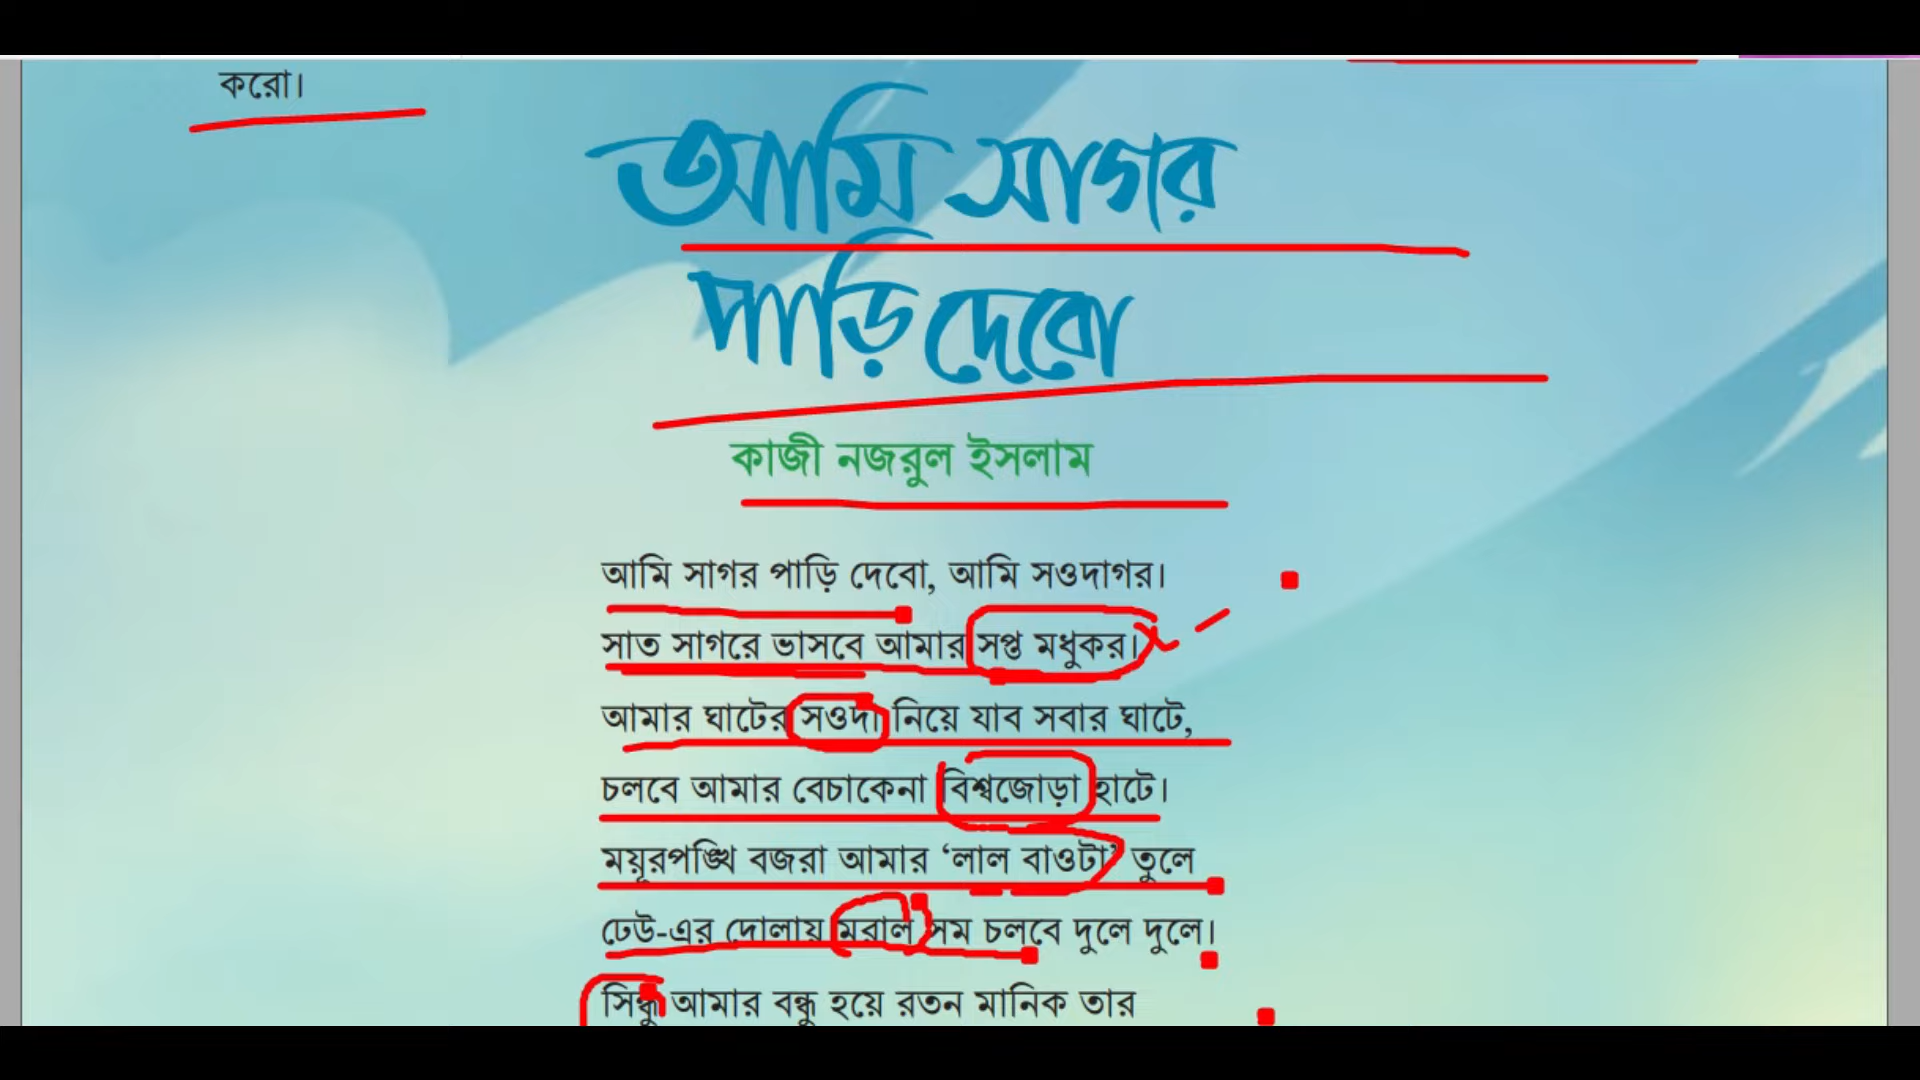 করো।
আমি সাগর
পাড়ি দেবো
কাজী নজরুল ইসলাম
আমি সাগর পাড়ি দেবো, আমি সওদাগর।
সাত সাগরে ভাসবে আমার সপ্ত মধুকর।
আমার ঘাটের সওদা নিয়ে যাব সবার ঘাটে,
চলবে আমার বেচাকেনা বিশ্বজোড়া হাটে।
ময়ূরপঙ্খি বজরা আমার ‘লাল বাওটা’ তুলে
ঢেউ-এর দোলায় মরাল সম চলবে দুলে দুলে।
সিন্ধু আমার বন্ধু হয়ে রতন মানিক তার